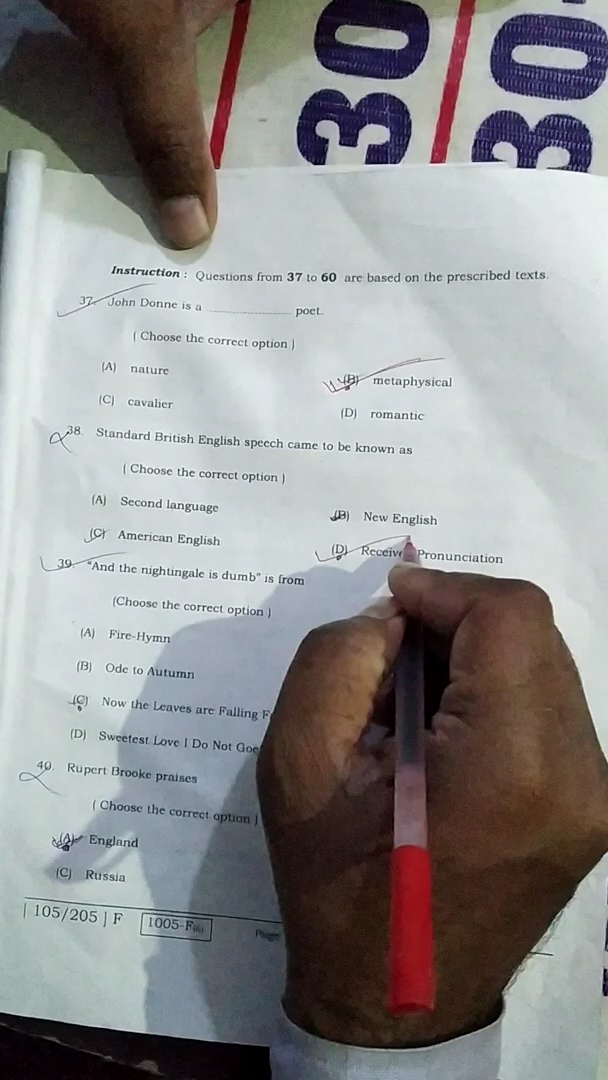 30
30
Instruction : Questions from 37 to 60 are based on the prescribed texts.
37. John Donne is a .................... poet.
( Choose the correct option )
(A) nature
(B) metaphysical
(C) cavalier
(D) romantic
38. Standard British English speech came to be known as
( Choose the correct option )
(A) Second language
(B) New English
(C) American English
(D) Receive Pronunciation
39. "And the nightingale is dumb" is from
(Choose the correct option )
(A) Fire-Hymn
(B) Ode to Autumn
(C) Now the Leaves are Falling F
(D) Sweetest Love I Do Not Goe
40. Rupert Brooke praises
( Choose the correct option )
(A) England
(C) Russia
[ 105/205 ] F 1005-F(6) Page